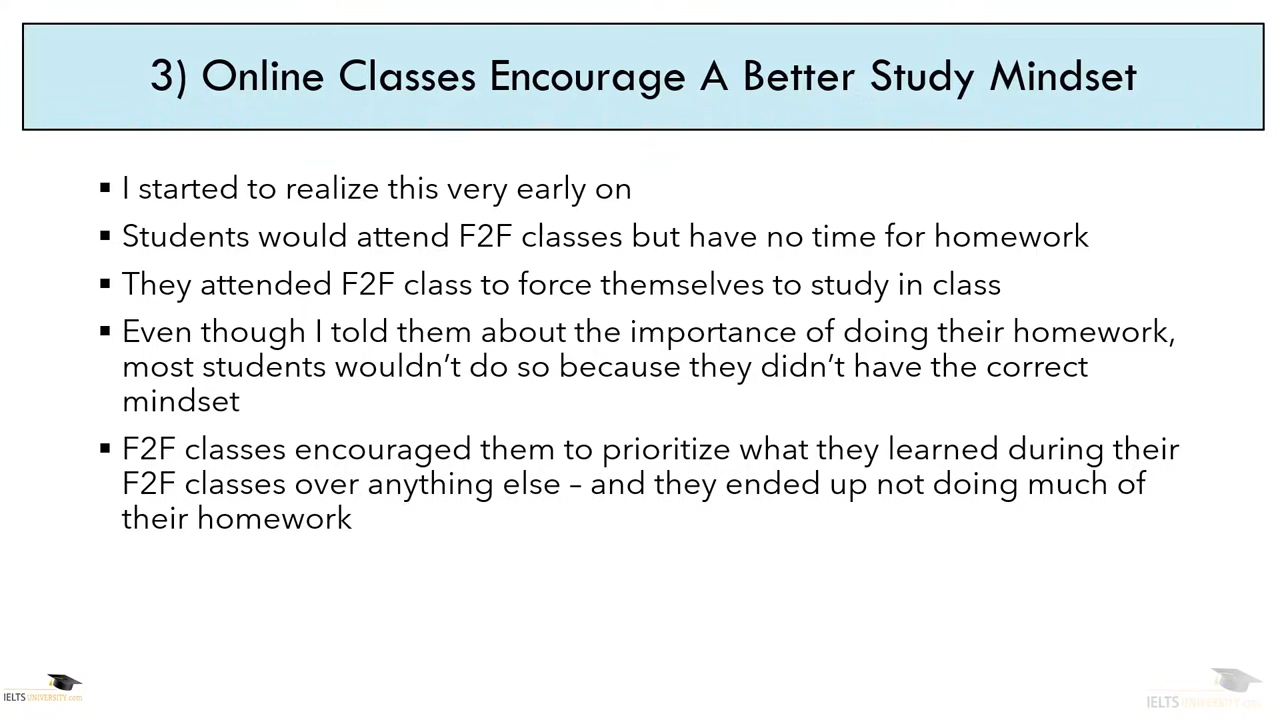 3) Online Classes Encourage A Better Study Mindset
▪ I started to realize this very early on
▪ Students would attend F2F classes but have no time for homework
▪ They attended F2F class to force themselves to study in class
▪ Even though I told them about the importance of doing their homework,
most students wouldn’t do so because they didn’t have the correct
mindset
▪ F2F classes encouraged them to prioritize what they learned during their
F2F classes over anything else – and they ended up not doing much of
their homework
IELTS UNIVERSITY.com
IELTS UNIVERSITY.com